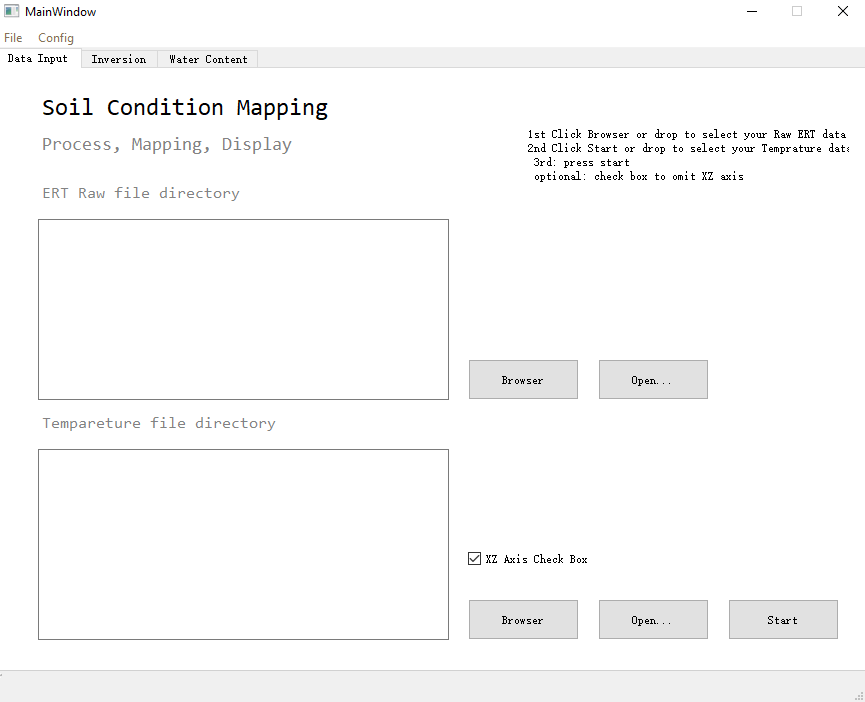 MainWindow
File Config
Data Input Inversion Water Content
Soil Condition Mapping
Process, Mapping, Display
1st Click Browser or drop to select your Raw ERT data
2nd Click Start or drop to select your Temprature data
3rd: press start
optional: check box to omit XZ axis
ERT Raw file directory
Browser Open...
Tempareture file directory
XZ Axis Check Box
Browser Open... Start